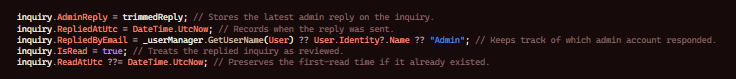 inquiry.AdminReply = trimmedReply; // Stores the latest admin reply on the inquiry.
inquiry.RepliedAtUtc = DateTime.UtcNow; // Records when the reply was sent.
inquiry.RepliedByEmail = _userManager.GetUserName(User) ?? User.Identity?.Name ?? "Admin"; // Keeps track of which admin account responded.
inquiry.IsRead = true; // Treats the replied inquiry as reviewed.
inquiry.ReadAtUtc ??= DateTime.UtcNow; // Preserves the first-read time if it already existed.